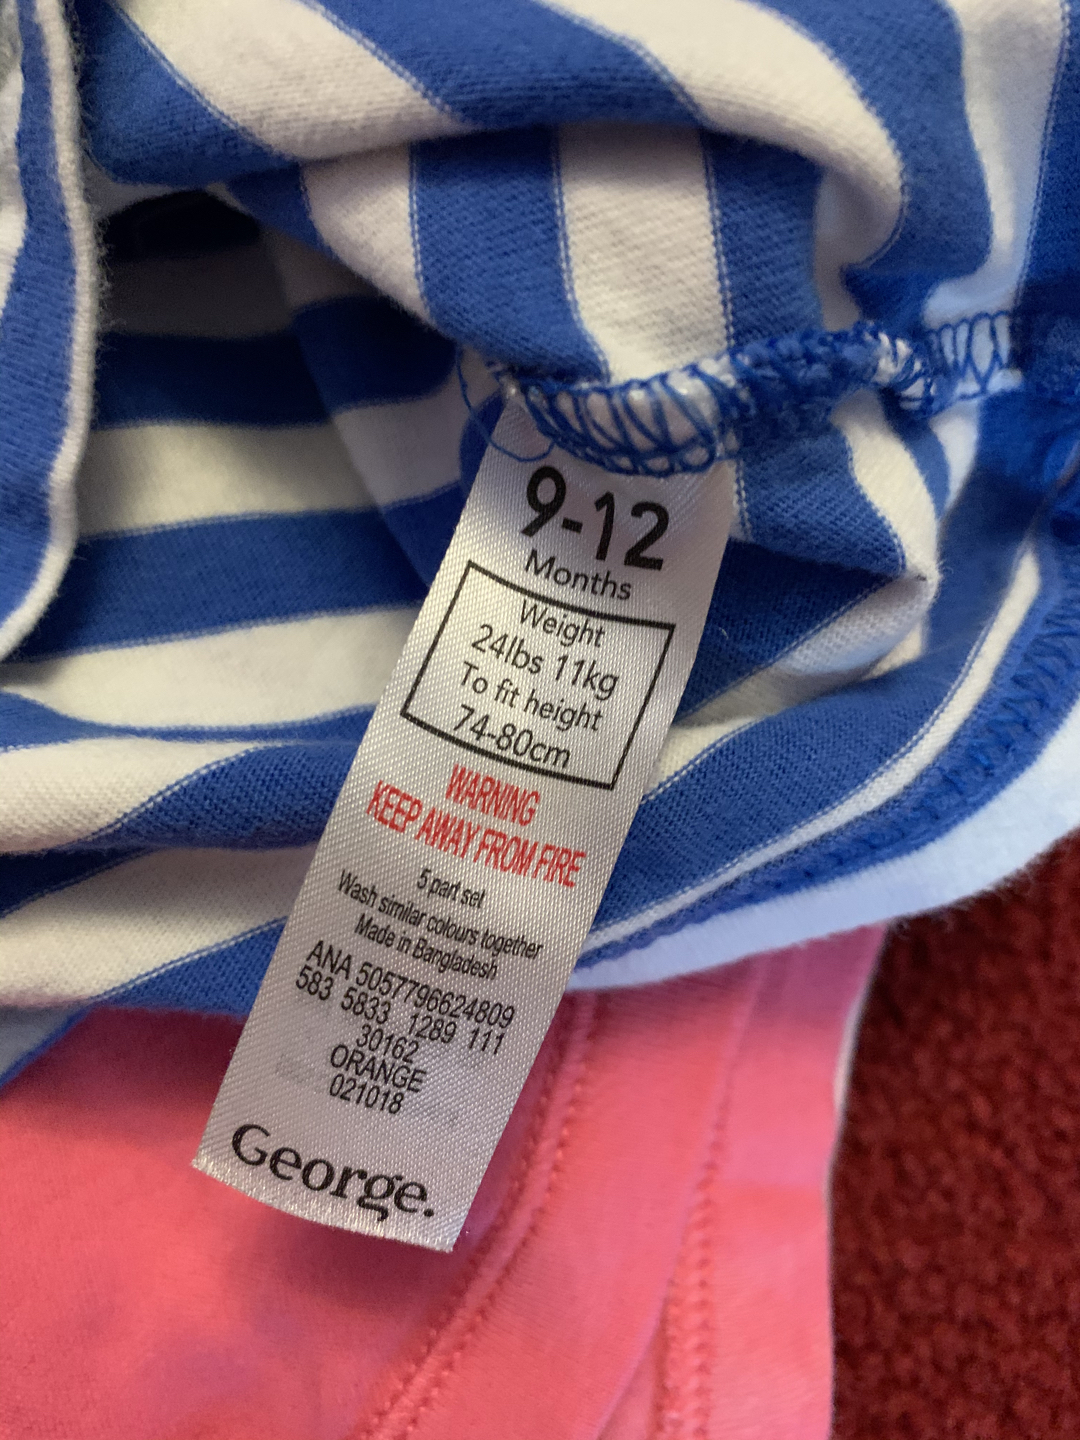 9-12
Months
Weight
24lbs 11kg
To fit height
74-80cm
WARNING
KEEP AWAY FROM FIRE
5 part set
Wash similar colours together
Made in Bangladesh
ANA 5057796624809
583 5833 1289 111
30162
ORANGE
021018
George.